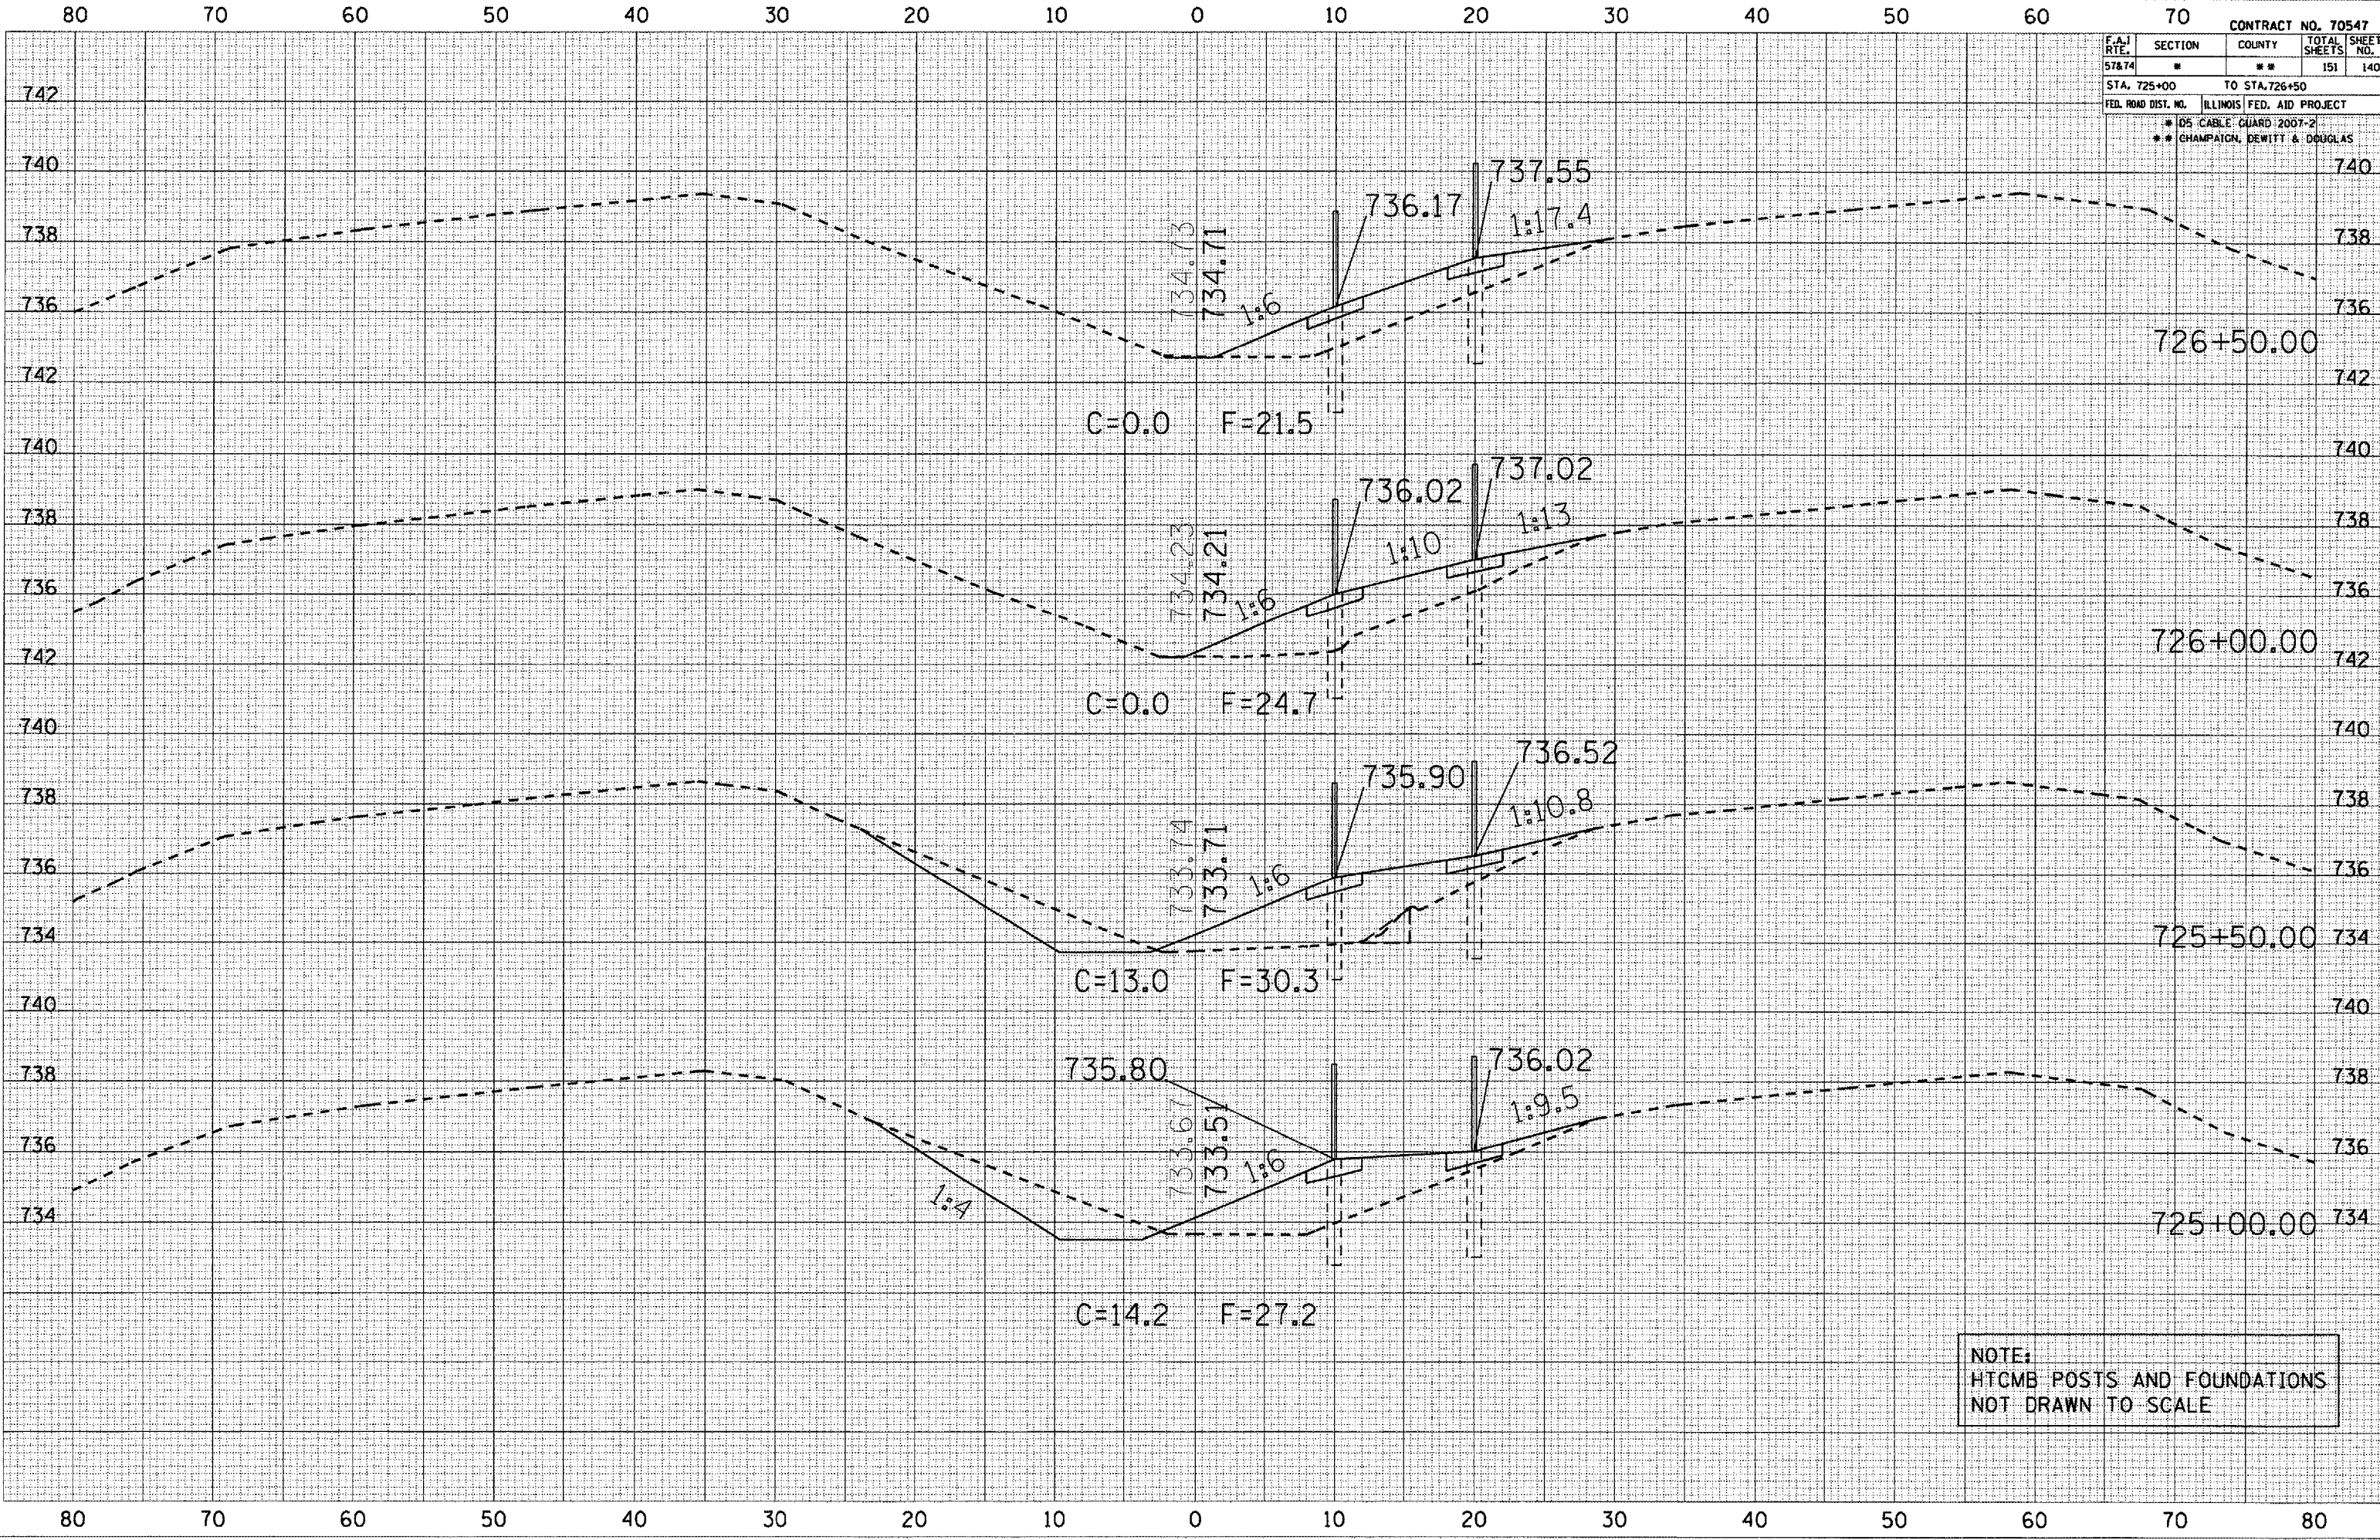 80 70 60 50 40 30 20 10 0 10 20 30 40 50 60 70
CONTRACT NO. 70547
F.A.I RTE. SECTION COUNTY TOTAL SHEETS SHEET NO.
57&74 * ** 151 140
STA. 725+00 TO STA. 726+50
FED. ROAD DIST. NO. ILLINOIS FED. AID PROJECT
* D5 CABLE GUARD 2007-2
** CHAMPAIGN, DEWITT & DOUGLAS
742
740 737.55 740
736.17 1:17.4
734.73
734.71
738 738
1:6
736 736
726+50.00
742 742
C=0.0 F=21.5
740 740
737.02
736.02 1:13
738 738
734.23
734.21
1:10
736 1:6 736
726+00.00
742 742
C=0.0 F=24.7
740 740
736.52
735.90
738 1:10.8 738
733.74
733.71
736 1:6 736
734 725+50.00 734
C=13.0 F=30.3
740 740
735.80 736.02
738 738
1:9.5
733.67
733.51
736 1:6 736
1:4
734 725+00.00 734
C=14.2 F=27.2
NOTE:
HTCMB POSTS AND FOUNDATIONS
NOT DRAWN TO SCALE
80 70 60 50 40 30 20 10 0 10 20 30 40 50 60 70 80